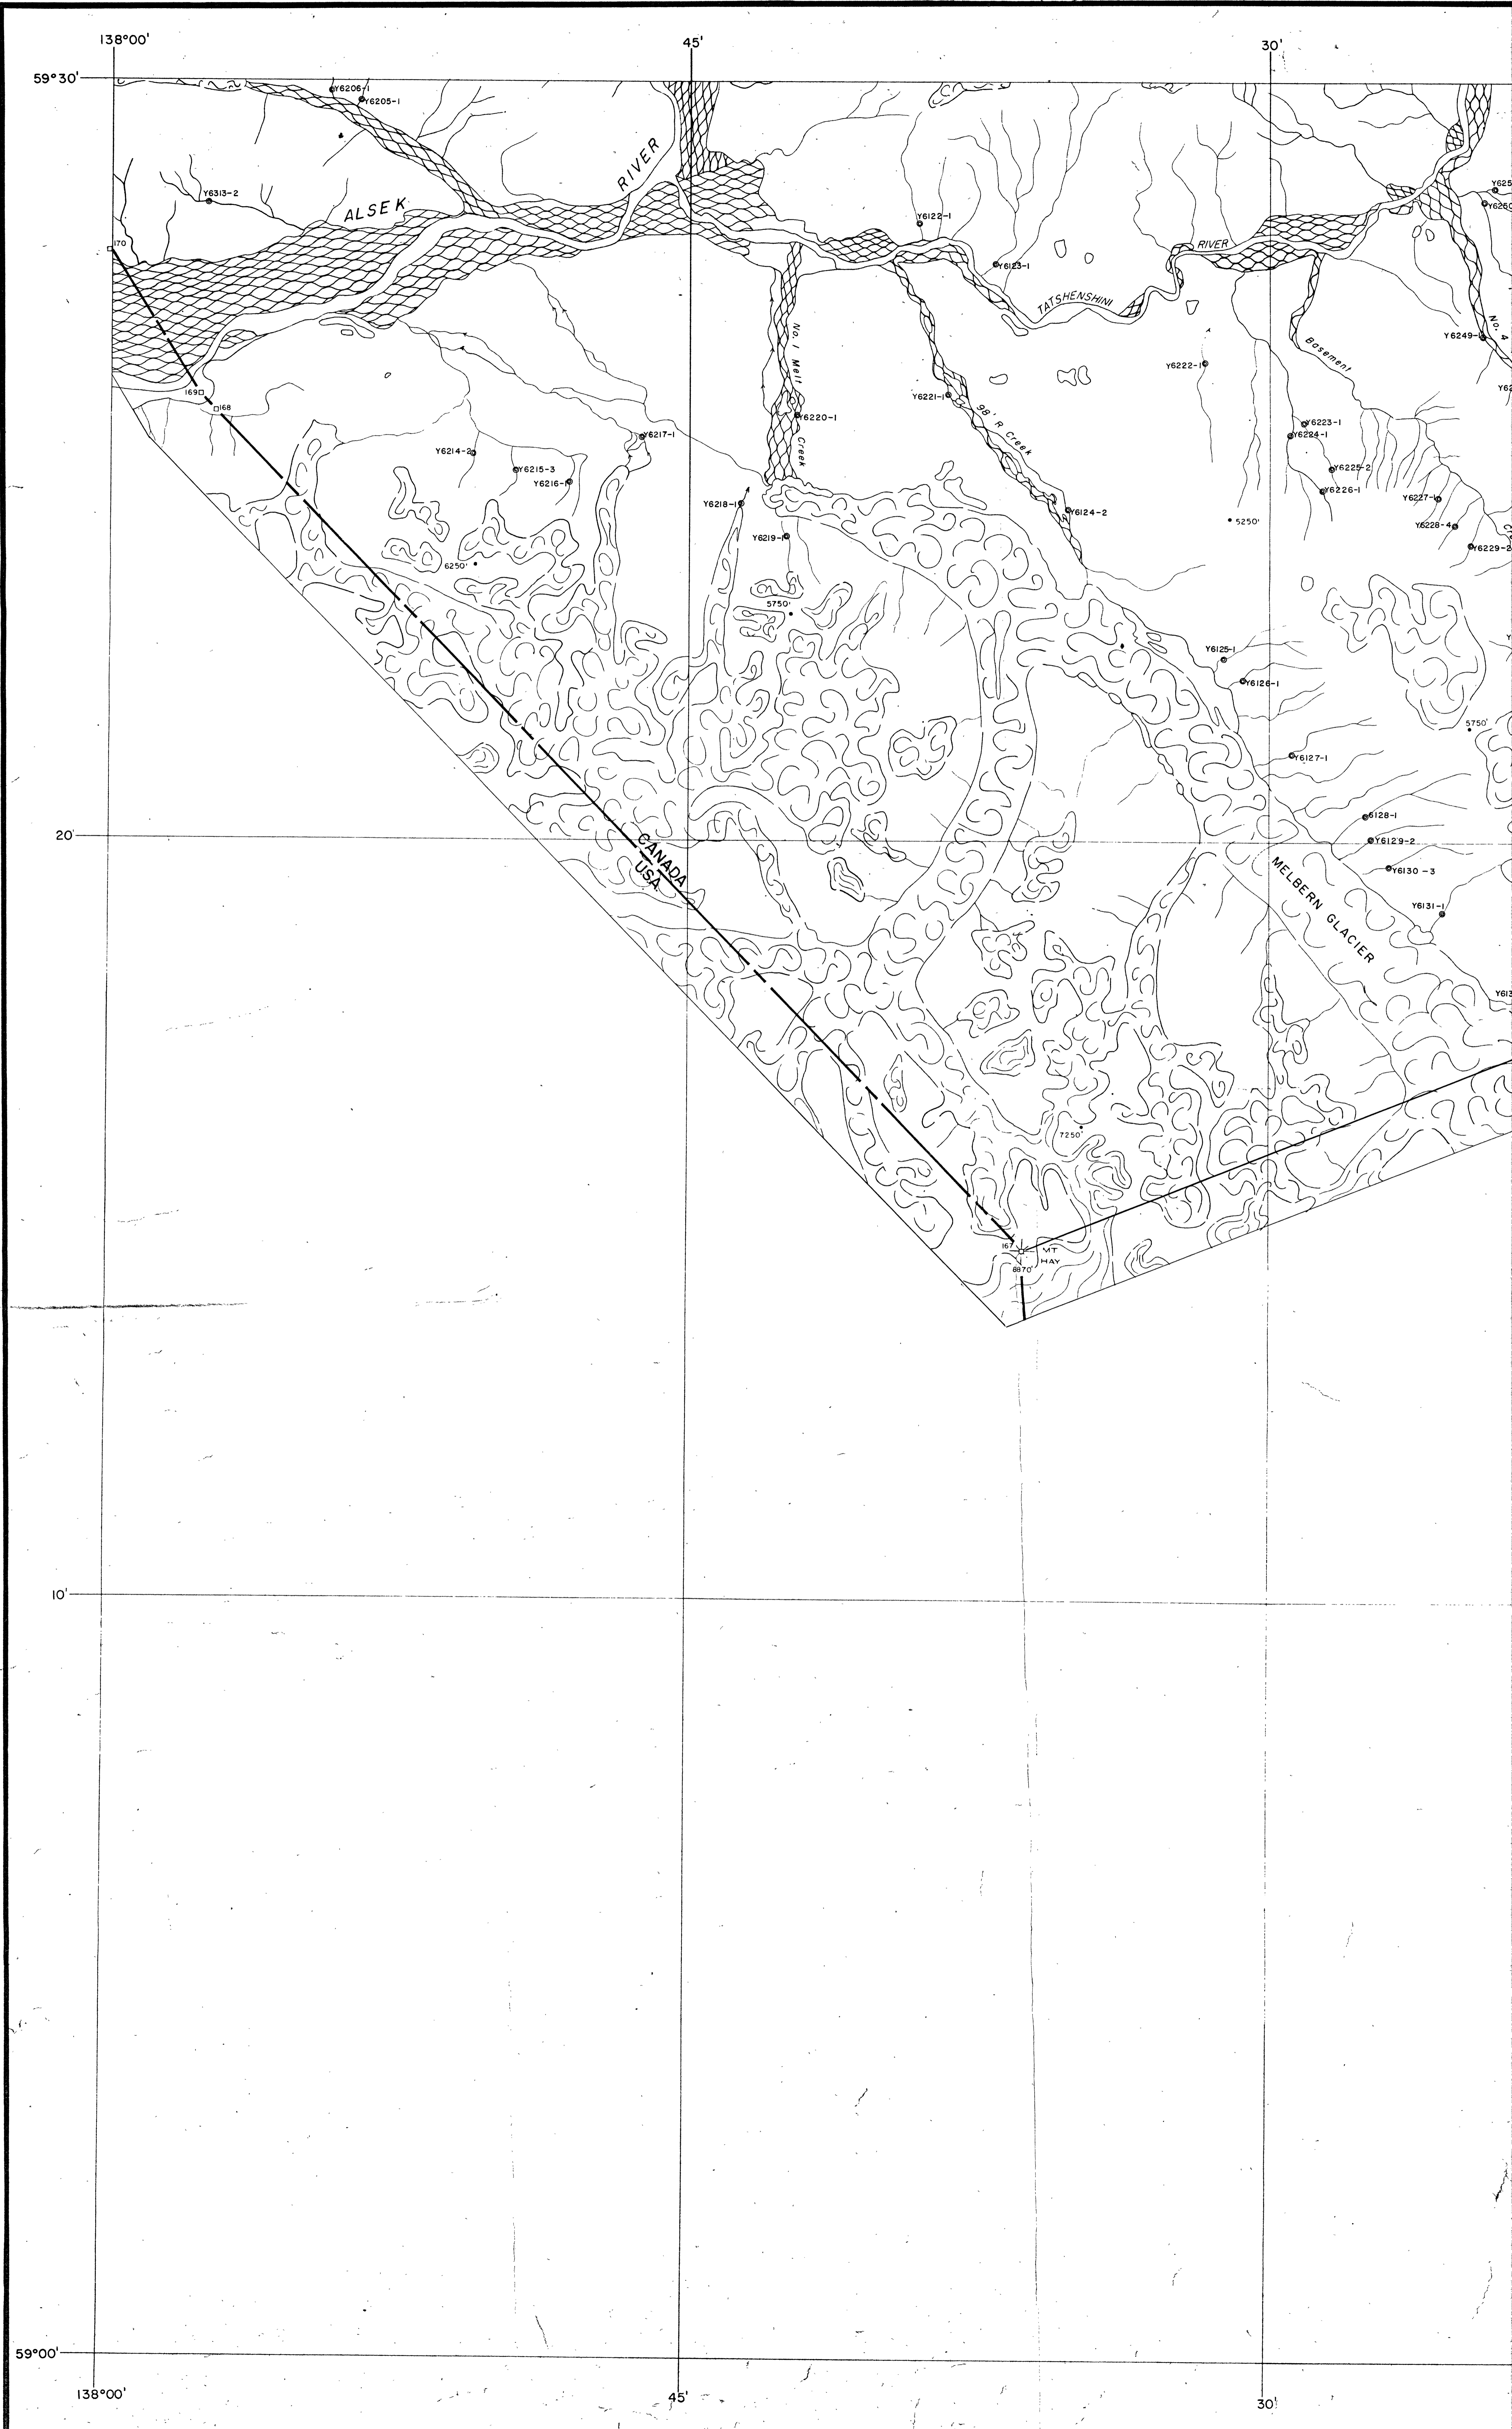 138°00'
45'
30'
59°30'
Y6206-1
Y6205-1
RIVER
Y6313-2
ALSEK
Y6122-1
170
RIVER
Y6123-1
TATSHENSHINI
No. 1 Melt Creek
No. 4
Y6249-1
Basement
Y6222-1
169
168
Y6221-1
98' R Creek
Y6220-1
Y6223-1
Y6224-1
Y6217-1
Y6214-2
Y6215-3
Y6216-1
Y6225-2
Y6226-1
Y6227-1
Y6218-1
Y6124-2
5250'
Y6228-4
Y6219-1
Y6229-2
6250'
5750'
Y6125-1
Y6126-1
5750'
Y6127-1
6128-1
20'
Y6129-2
CANADA
USA
MELBERN GLACIER
Y6130-3
Y6131-1
7250'
167
MT
HAY
8870'
10'
59°00'
138°00'
45'
30'